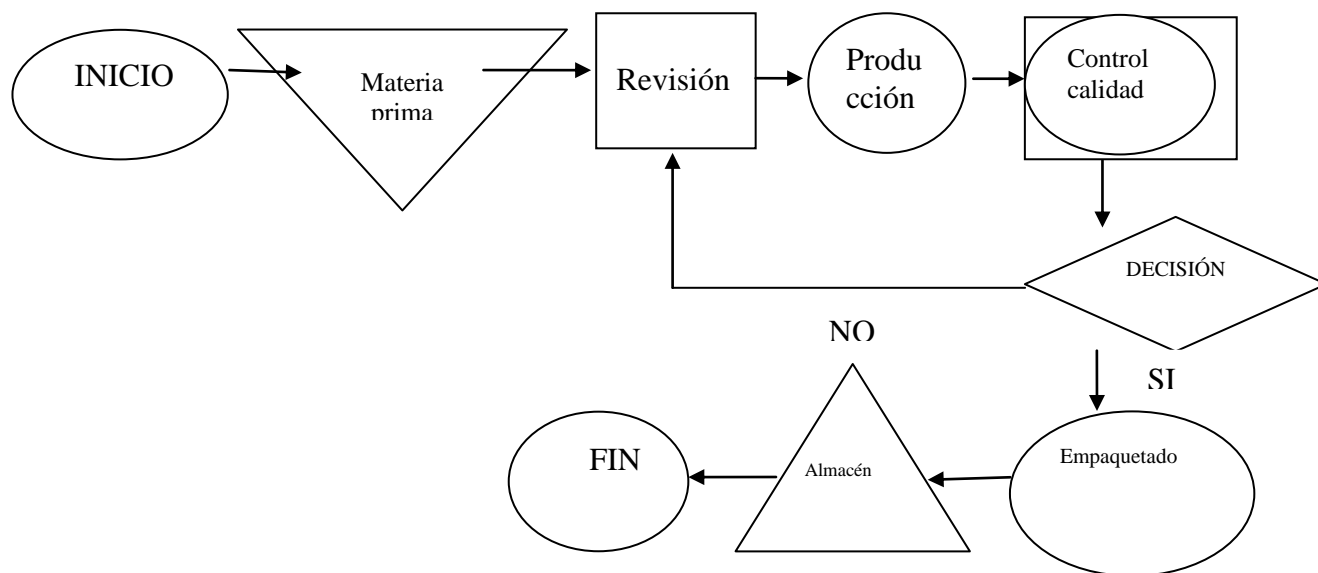 INICIO
Materia
prima
Revisión
Produ
cción
Control
calidad
DECISIÓN
NO
SI
FIN
Almacén
Empaquetado